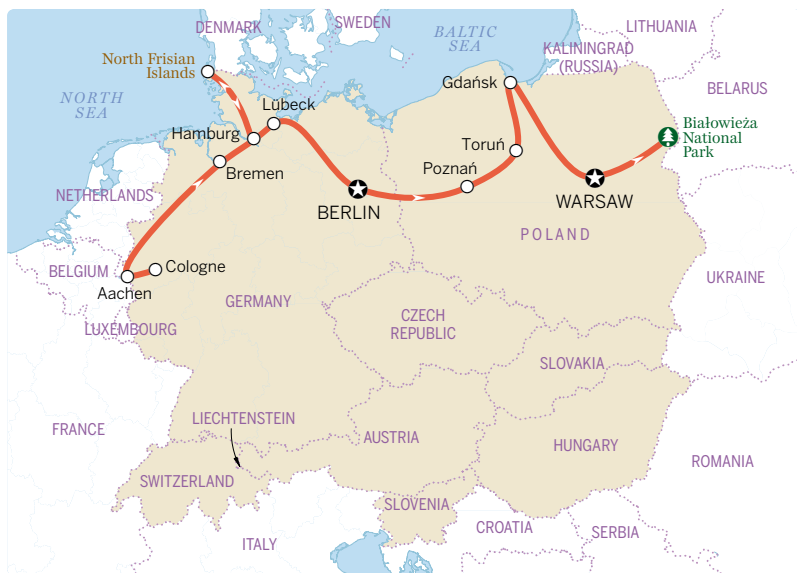 DENMARK
SWEDEN
BALTIC
SEA
LITHUANIA
KALININGRAD
(RUSSIA)
North Frisian
Islands
NORTH
SEA
Gdańsk
BELARUS
Lübeck
Hamburg
Białowieża
National
Park
Toruń
Bremen
Poznań
NETHERLANDS
BERLIN
WARSAW
POLAND
BELGIUM
Cologne
Aachen
UKRAINE
GERMANY
LUXEMBOURG
CZECH
REPUBLIC
SLOVAKIA
LIECHTENSTEIN
FRANCE
AUSTRIA
HUNGARY
ROMANIA
SWITZERLAND
SLOVENIA
CROATIA
SERBIA
ITALY